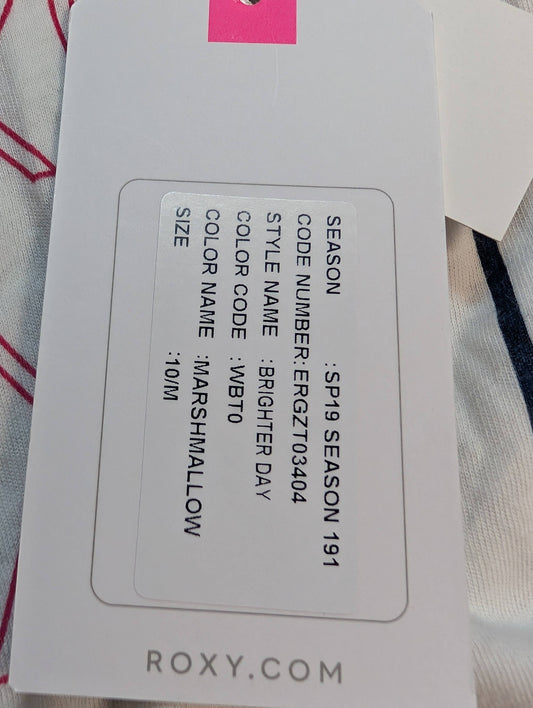 SEASON :SP19 SEASON 191
CODE NUMBER:ERGZT03404
STYLE NAME :BRIGHTER DAY
COLOR CODE :WBT0
COLOR NAME :MARSHMALLOW
SIZE :10/M
ROXY.COM